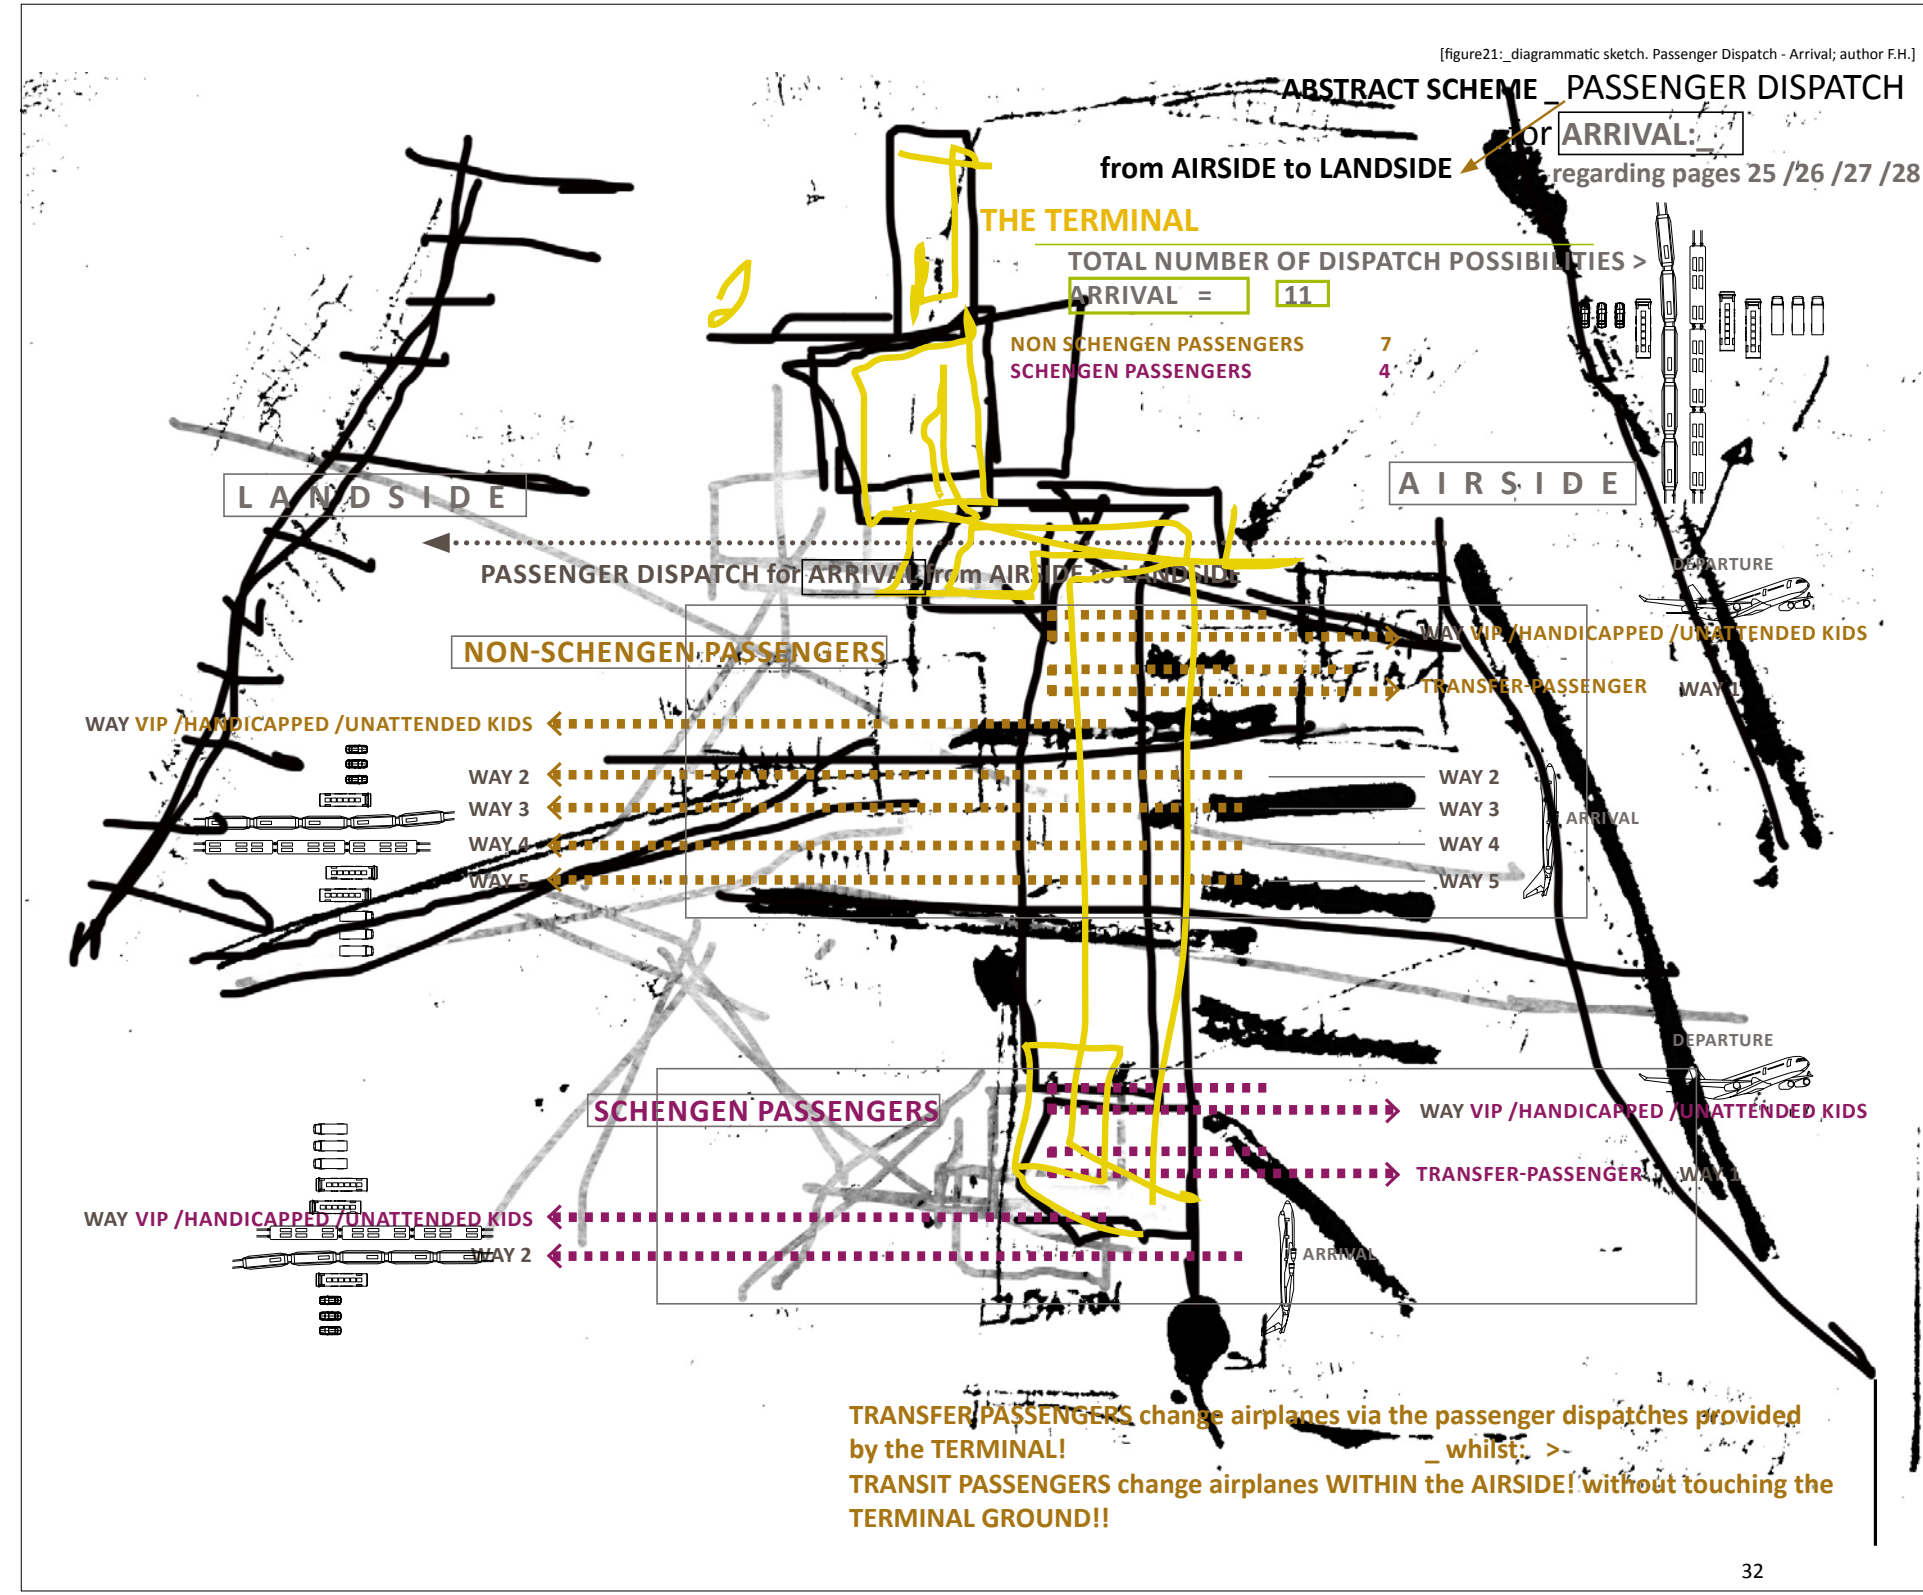 [figure21:_diagrammatic sketch. Passenger Dispatch - Arrival; author F.H.]
ABSTRACT SCHEME _ PASSENGER DISPATCH
for ARRIVAL:_
from AIRSIDE to LANDSIDE
regarding pages 25 /26 /27 /28
THE TERMINAL
TOTAL NUMBER OF DISPATCH POSSIBILITIES >
ARRIVAL = 11
NON SCHENGEN PASSENGERS 7
SCHENGEN PASSENGERS 4
LANDSIDE
AIRSIDE
PASSENGER DISPATCH for ARRIVAL from AIRSIDE to LANDSIDE
DEPARTURE
NON-SCHENGEN PASSENGERS
WAY VIP /HANDICAPPED /UNATTENDED KIDS
TRANSFER-PASSENGER WAY 1
WAY VIP /HANDICAPPED /UNATTENDED KIDS
WAY 2 WAY 2
WAY 3 WAY 3
ARRIVAL
WAY 4 WAY 4
WAY 5 WAY 5
DEPARTURE
SCHENGEN PASSENGERS
WAY VIP /HANDICAPPED /UNATTENDED KIDS
TRANSFER-PASSENGER WAY 1
WAY VIP /HANDICAPPED /UNATTENDED KIDS
WAY 2
ARRIVAL
TRANSFER PASSENGERS change airplanes via the passenger dispatches provided
by the TERMINAL! _ whilst: >
TRANSIT PASSENGERS change airplanes WITHIN the AIRSIDE! without touching the
TERMINAL GROUND!!
32